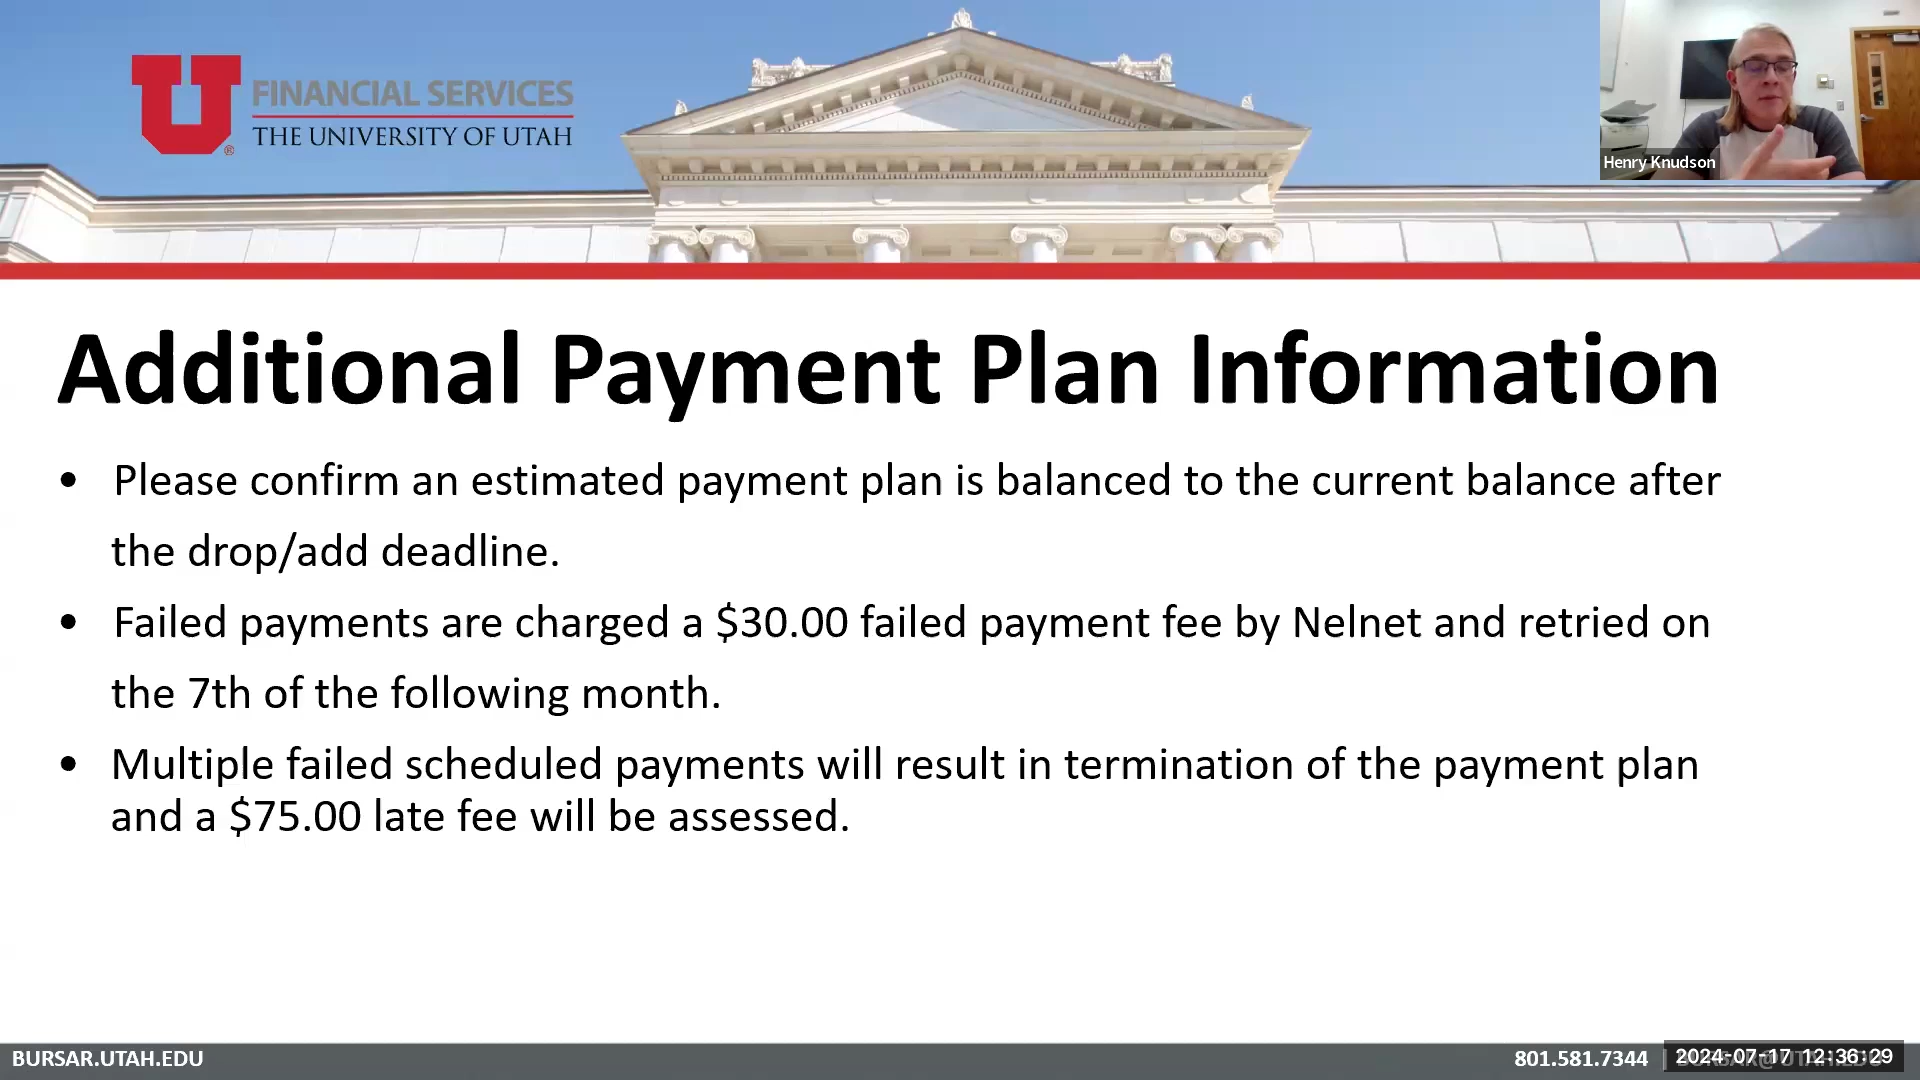 FINANCIAL SERVICES
THE UNIVERSITY OF UTAH
Henry Knudson
Additional Payment Plan Information
• Please confirm an estimated payment plan is balanced to the current balance after
the drop/add deadline.
• Failed payments are charged a $30.00 failed payment fee by Nelnet and retried on
the 7th of the following month.
• Multiple failed scheduled payments will result in termination of the payment plan
and a $75.00 late fee will be assessed.
BURSAR.UTAH.EDU
801.581.7344 |
2024-07-17 12:36:29